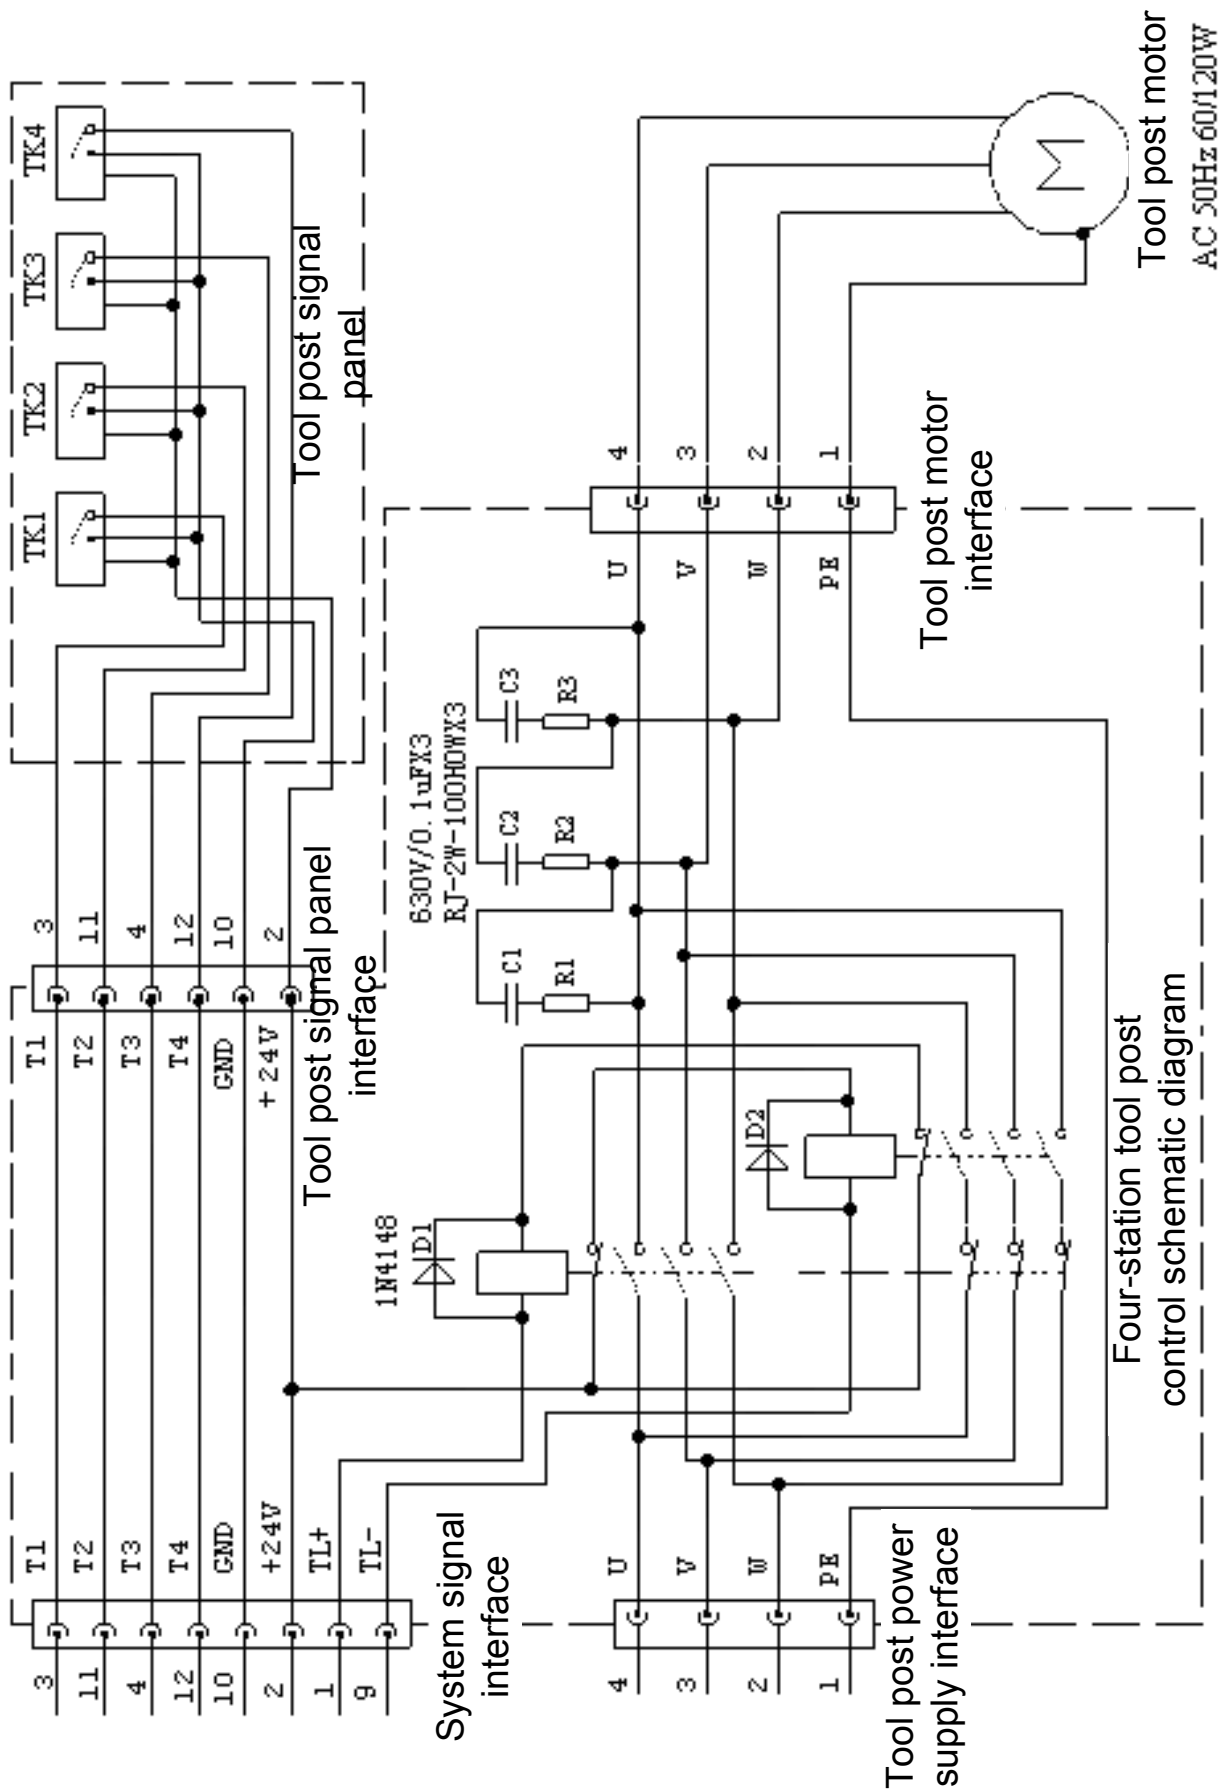 3
11
4
12
10
2
1
9
T1
T2
T3
T4
GND
+24V
TL+
TL-
System signal
interface
T1
T2
T3
T4
GND
+24V
3
11
4
12
10
2
Tool post signal panel
interface
TK1
TK2
TK3
TK4
Tool post signal
panel
1N4148
D1
D2
630V/0.1uFX3
RJ-2W-100HOWX3
C1
R1
C2
R2
C3
R3
4
3
2
1
U
V
W
PE
Tool post power
supply interface
U
V
W
PE
4
3
2
1
Tool post motor
interface
M
Tool post motor
AC 50Hz 60/120W
Four-station tool post
control schematic diagram